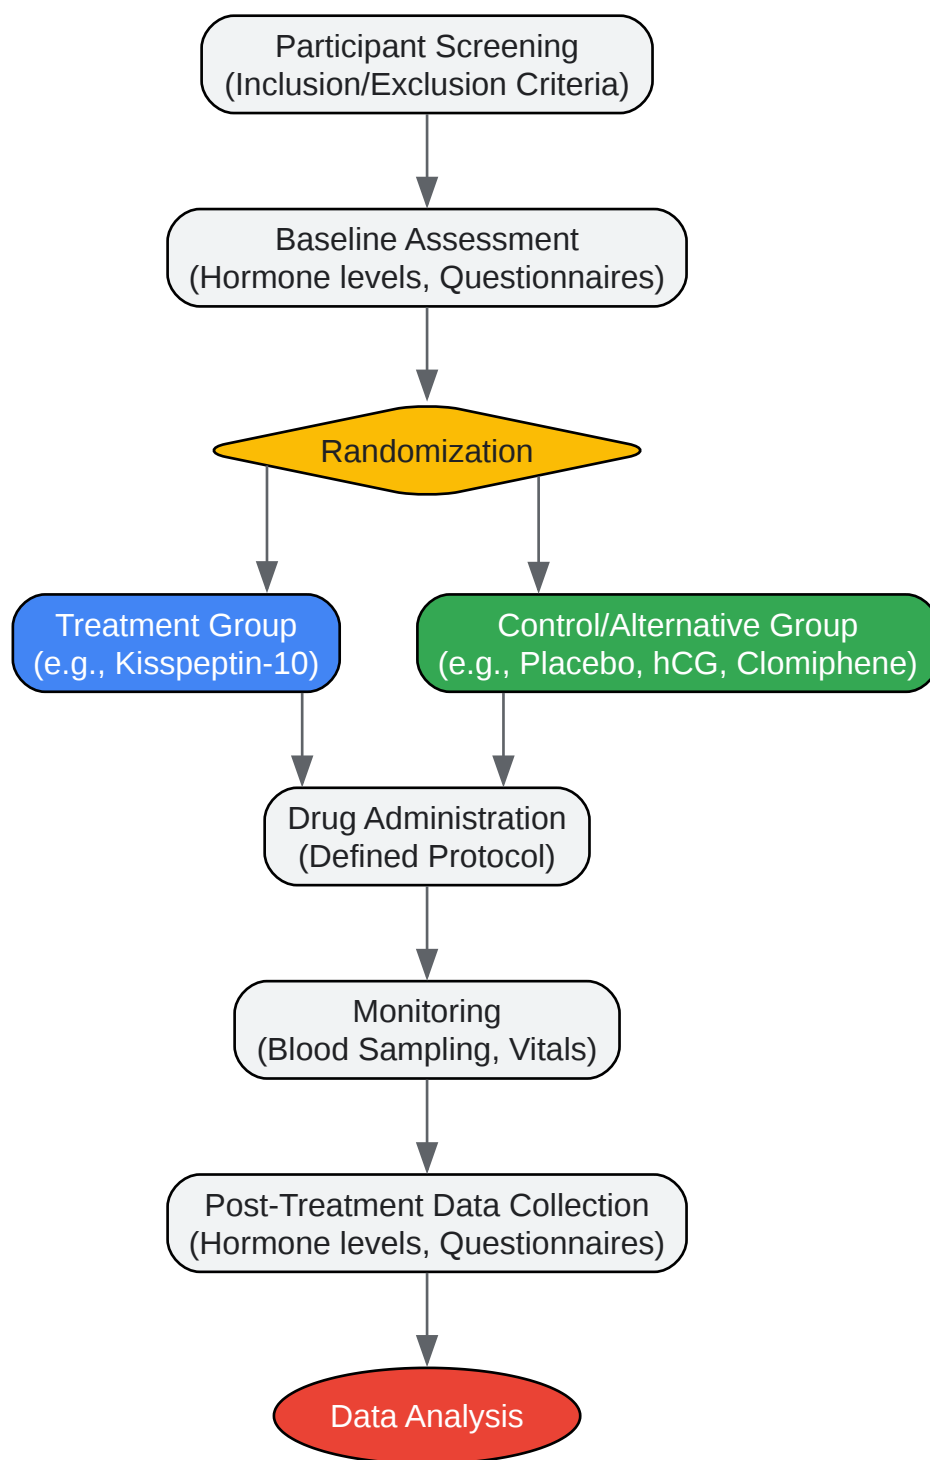 Participant Screening
(Inclusion/Exclusion Criteria)
Baseline Assessment
(Hormone levels, Questionnaires)
Randomization
Treatment Group
(e.g., Kisspeptin-10)
Control/Alternative Group
(e.g., Placebo, hCG, Clomiphene)
Drug Administration
(Defined Protocol)
Monitoring
(Blood Sampling, Vitals)
Post-Treatment Data Collection
(Hormone levels, Questionnaires)
Data Analysis